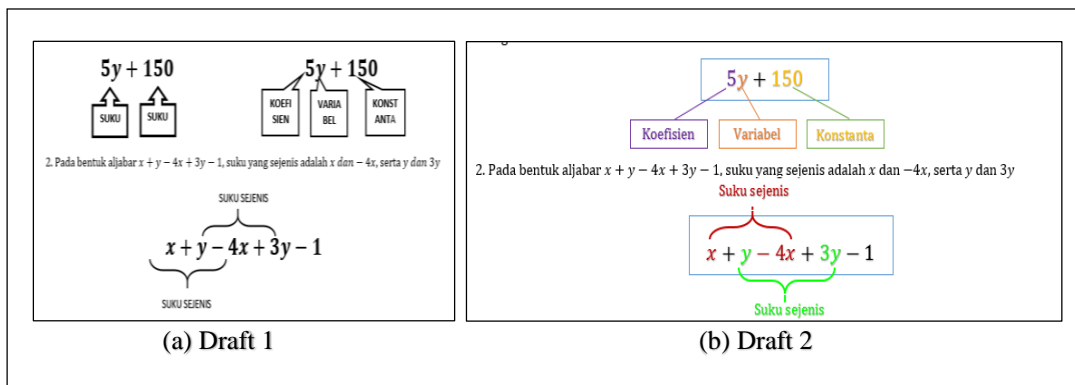 5y + 150
SUKU
SUKU
5y + 150
KOEFI
SIEN
VARIA
BEL
KONST
ANTA
2. Pada bentuk aljabar x + y − 4x + 3y − 1, suku yang sejenis adalah x dan − 4x, serta y dan 3y
SUKU SEJENIS
x + y − 4x + 3y − 1
SUKU SEJENIS
(a) Draft 1
5y + 150
Koefisien
Variabel
Konstanta
2. Pada bentuk aljabar x + y − 4x + 3y − 1, suku yang sejenis adalah x dan −4x, serta y dan 3y
Suku sejenis
x + y − 4x + 3y − 1
Suku sejenis
(b) Draft 2